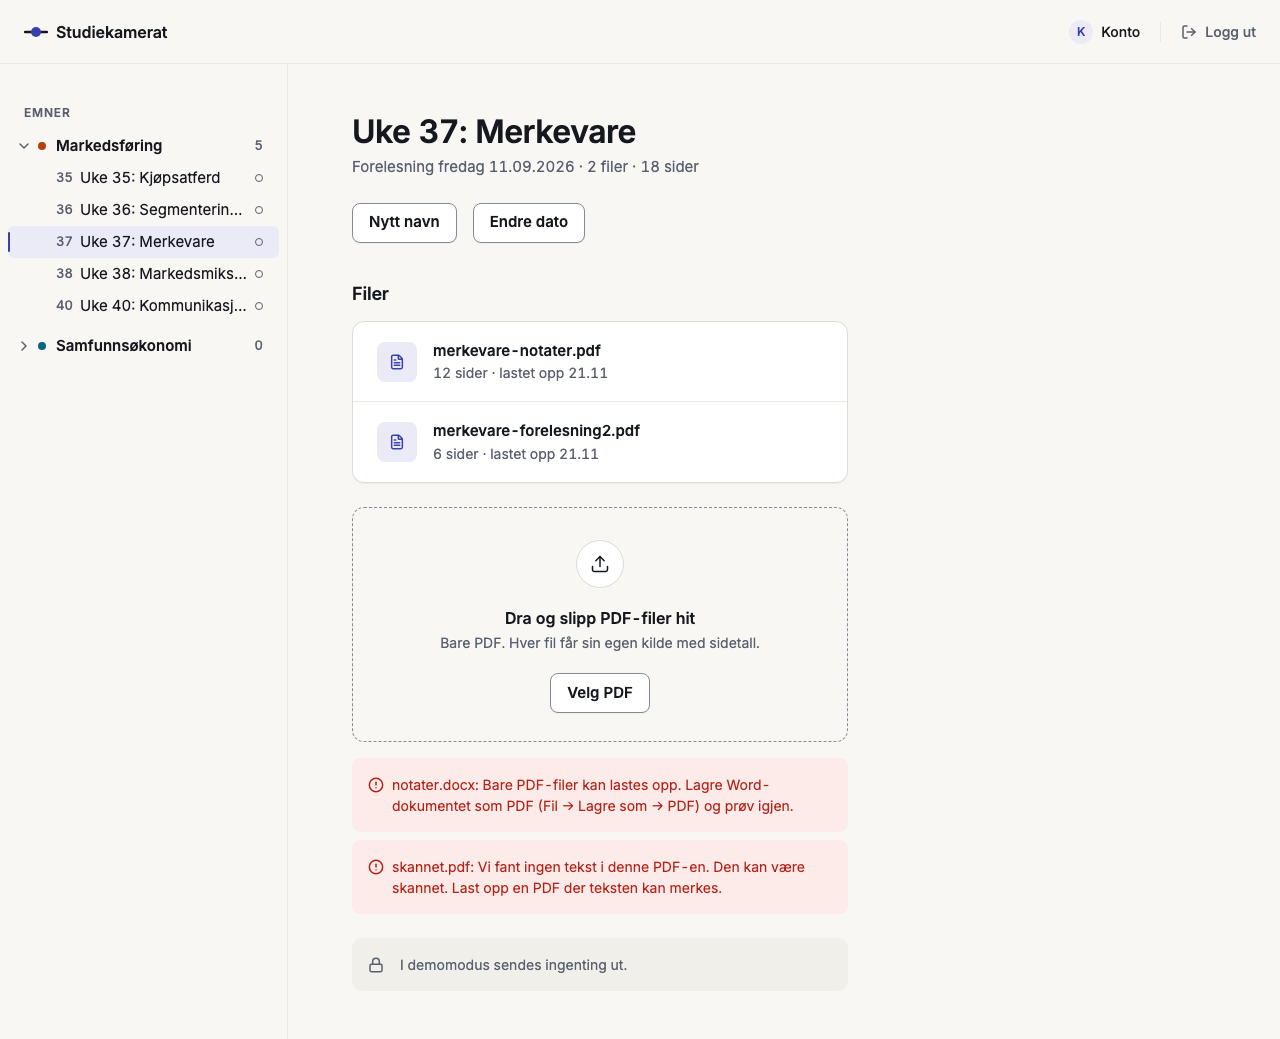 Studiekamerat
K Konto
Logg ut
EMNER
Markedsføring 5
35 Uke 35: Kjøpsatferd
36 Uke 36: Segmenterin...
37 Uke 37: Merkevare
38 Uke 38: Markedsmiks...
40 Uke 40: Kommunikasj...
Samfunnsøkonomi 0
Uke 37: Merkevare
Forelesning fredag 11.09.2026 · 2 filer · 18 sider
Nytt navn
Endre dato
Filer
merkevare-notater.pdf
12 sider · lastet opp 21.11
merkevare-forelesning2.pdf
6 sider · lastet opp 21.11
Dra og slipp PDF-filer hit
Bare PDF. Hver fil får sin egen kilde med sidetall.
Velg PDF
notater.docx: Bare PDF-filer kan lastes opp. Lagre Word-
dokumentet som PDF (Fil → Lagre som → PDF) og prøv igjen.
skannet.pdf: Vi fant ingen tekst i denne PDF-en. Den kan være
skannet. Last opp en PDF der teksten kan merkes.
I demomodus sendes ingenting ut.